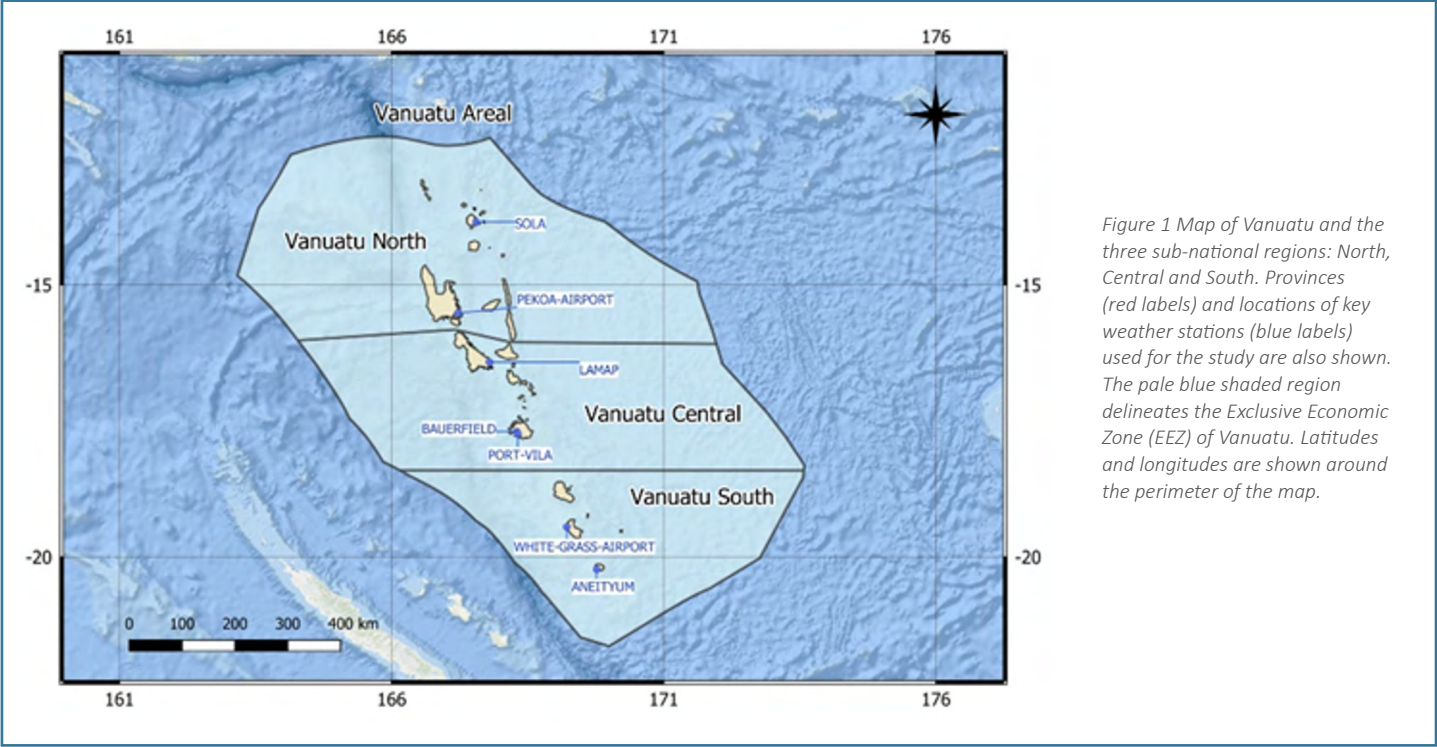 161 166 171 176
Vanuatu Areal
SOLA
Vanuatu North
-15 -15
PEKOA-AIRPORT
LAMAP
Vanuatu Central
BAUERFIELD
PORT-VILA
Vanuatu South
WHITE-GRASS-AIRPORT
-20 -20
ANEITYUM
0 100 200 300 400 km
161 166 171 176
Figure 1 Map of Vanuatu and the
three sub-national regions: North,
Central and South. Provinces
(red labels) and locations of key
weather stations (blue labels)
used for the study are also shown.
The pale blue shaded region
delineates the Exclusive Economic
Zone (EEZ) of Vanuatu. Latitudes
and longitudes are shown around
the perimeter of the map.